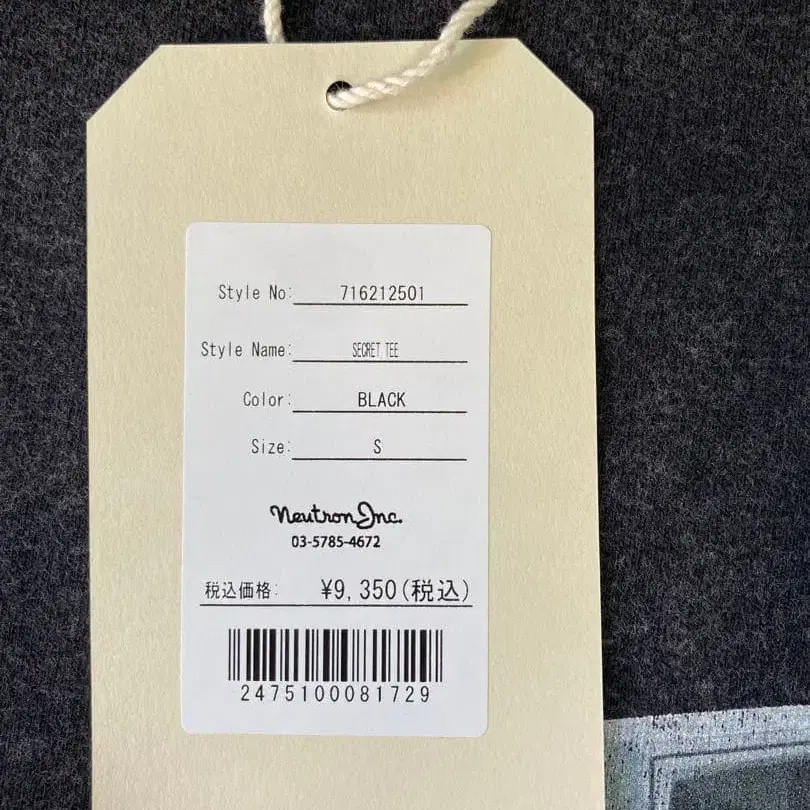 Style No: 716212501
Style Name: SECRET TEE
Color: BLACK
Size: S
Neutron Inc.
03-5785-4672
税込価格: ¥9,350(税込)
2475100081729